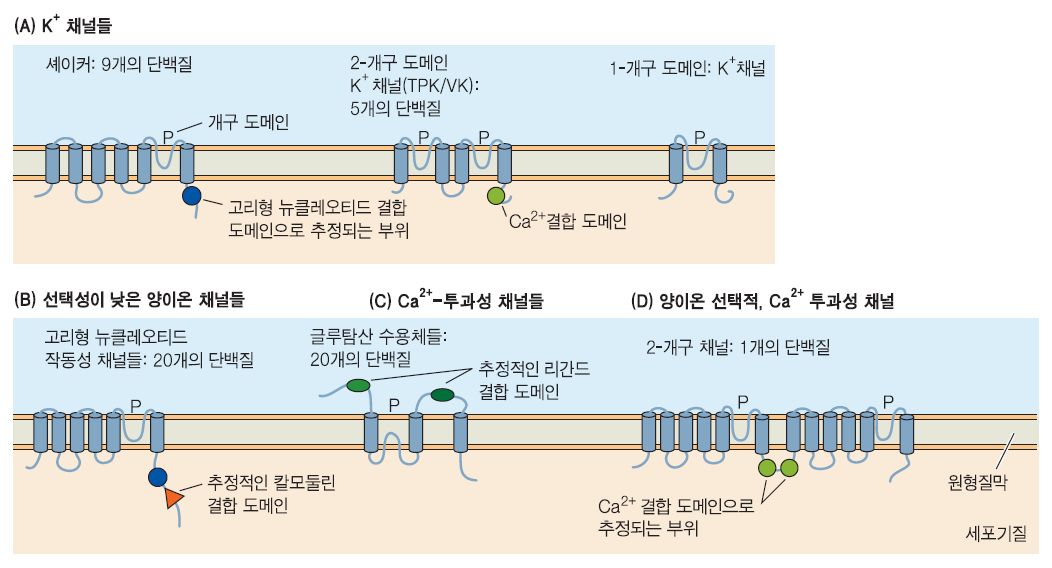 (A) K+ 채널들
셰이커: 9개의 단백질
2-개구 도메인
K+ 채널(TPK/VK):
5개의 단백질
1-개구 도메인: K+채널
P
개구 도메인
P
P
P
고리형 뉴클레오티드 결합
도메인으로 추정되는 부위
Ca2+결합 도메인
(B) 선택성이 낮은 양이온 채널들
고리형 뉴클레오티드
작동성 채널들: 20개의 단백질
P
추정적인 칼모둘린
결합 도메인
(C) Ca2+-투과성 채널들
글루탐산 수용체들:
20개의 단백질
추정적인 리간드
결합 도메인
P
(D) 양이온 선택적, Ca2+ 투과성 채널
2-개구 채널: 1개의 단백질
P
P
Ca2+ 결합 도메인으로
추정되는 부위
원형질막
세포기질